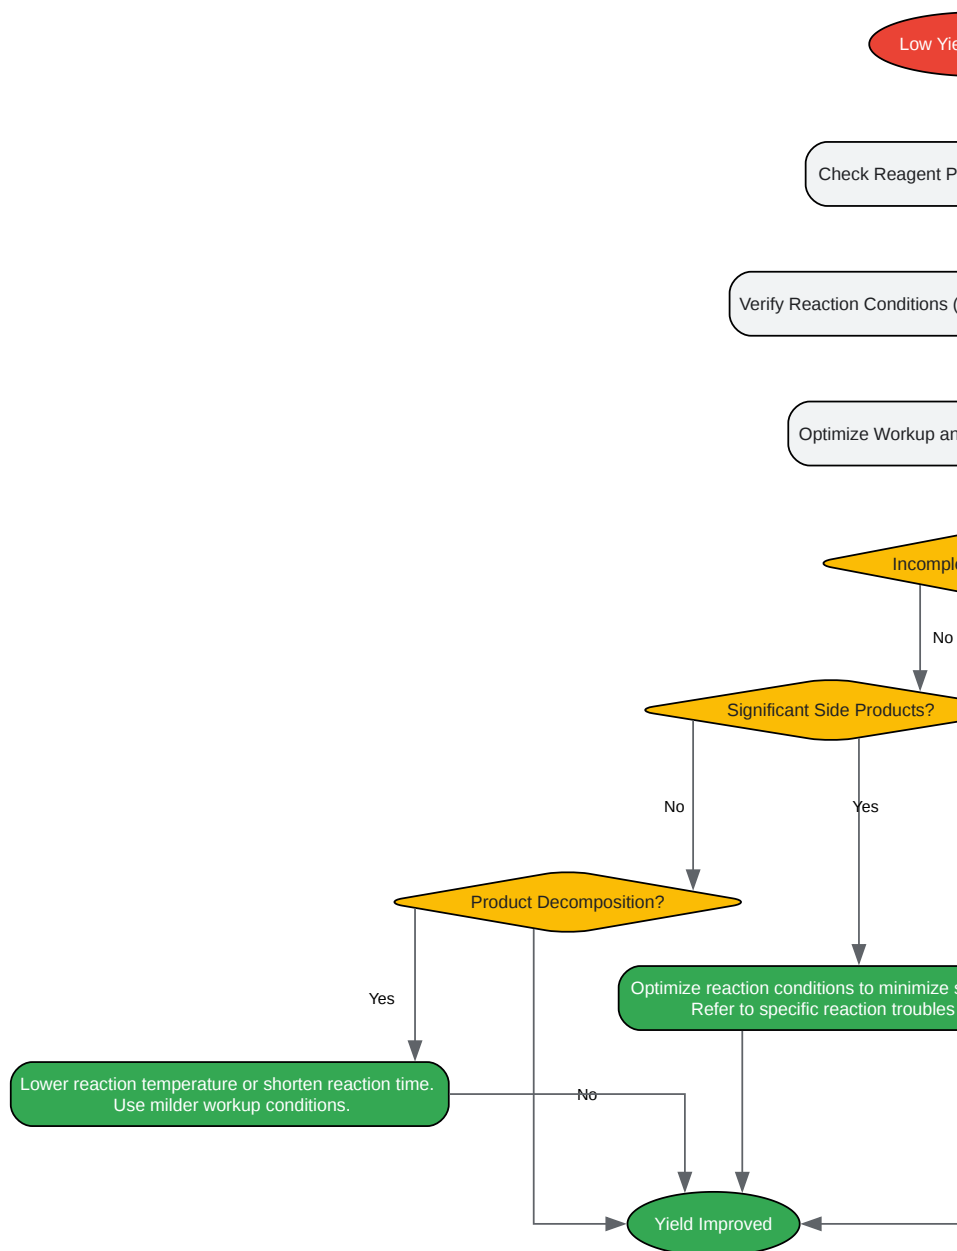 Low Yie
Check Reagent P
Verify Reaction Conditions (
Optimize Workup an
Incomple
No
Significant Side Products?
No
Yes
Product Decomposition?
Optimize reaction conditions to minimize s
Refer to specific reaction troubles
Yes
Lower reaction temperature or shorten reaction time.
Use milder workup conditions.
No
Yield Improved